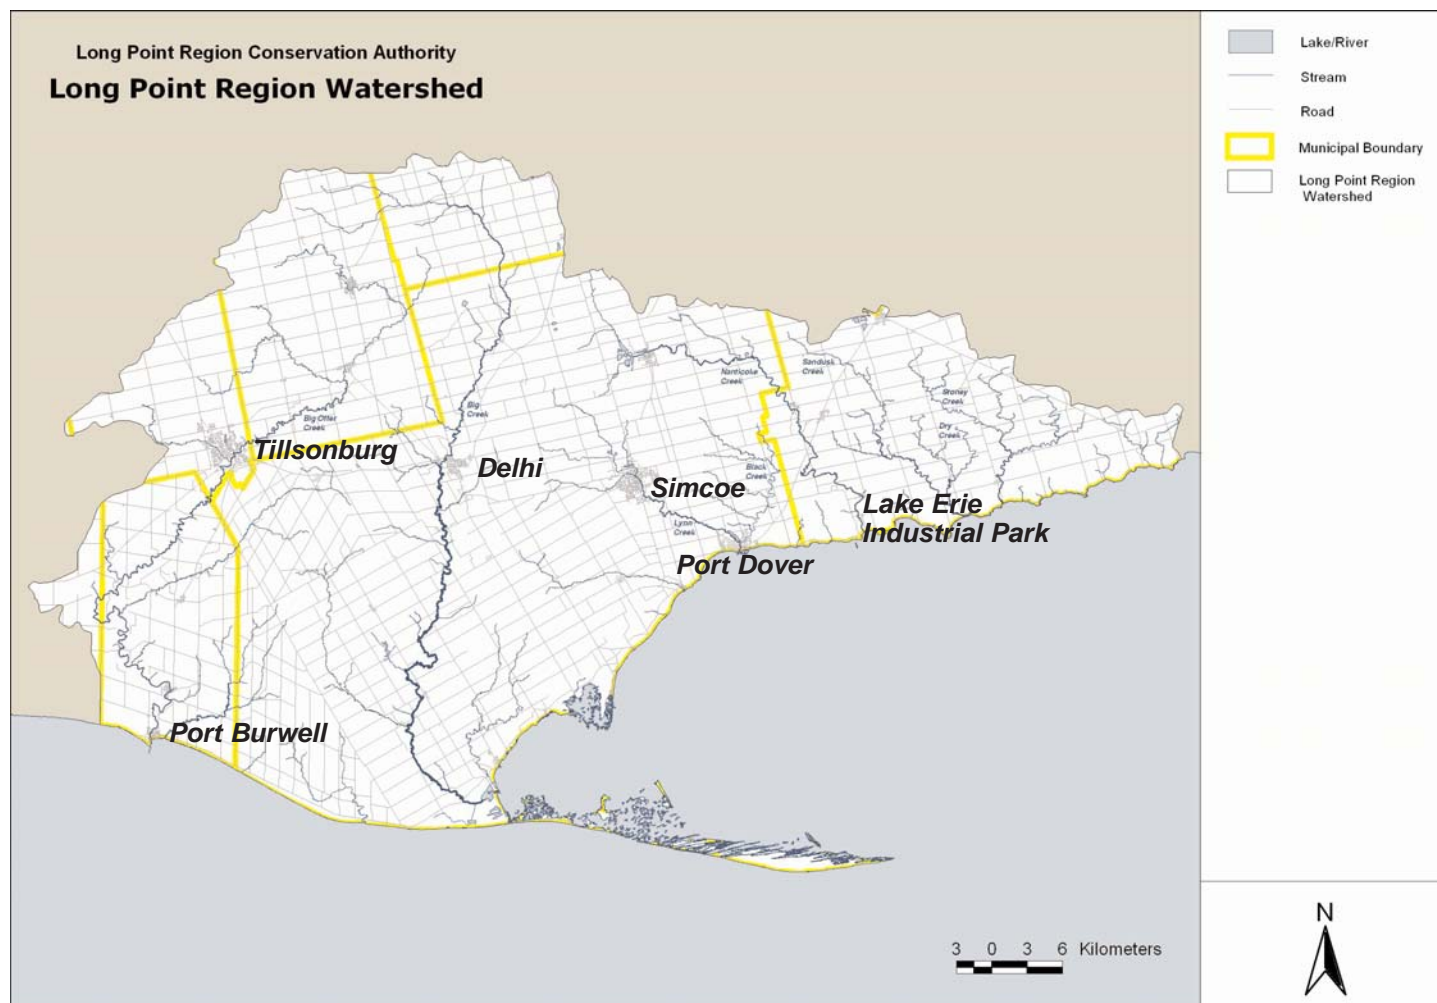 Long Point Region Conservation Authority
Long Point Region Watershed
Lake/River
Stream
Road
Municipal Boundary
Long Point Region
Watershed
Nanticoke
Creek
Sandusk
Creek
Stoney
Creek
Dry
Creek
Big
Creek
Big Otter
Creek
Tillsonburg
Delhi
Black
Creek
Simcoe
Lynn
Creek
Lake Erie
Industrial Park
Port Dover
Port Burwell
N
3 0 3 6 Kilometers